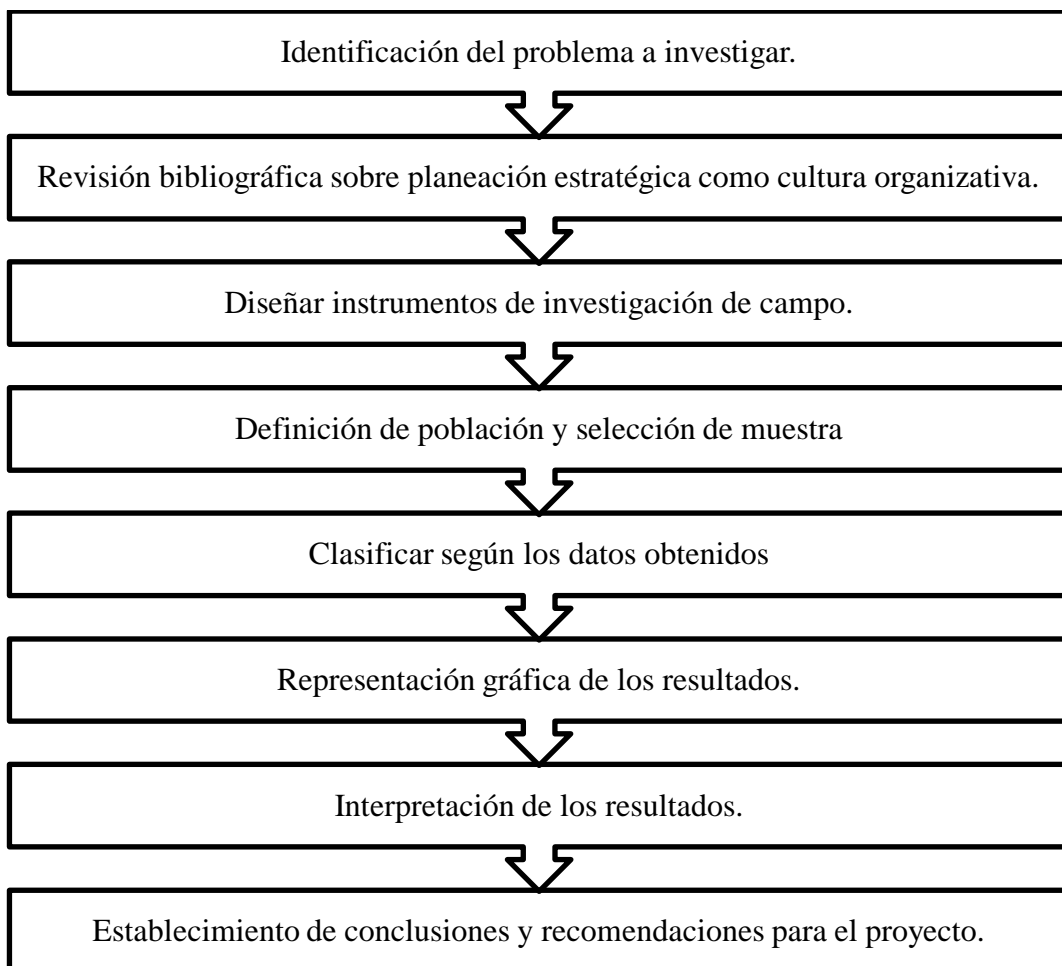 Identificación del problema a investigar.
Revisión bibliográfica sobre planeación estratégica como cultura organizativa.
Diseñar instrumentos de investigación de campo.
Definición de población y selección de muestra
Clasificar según los datos obtenidos
Representación gráfica de los resultados.
Interpretación de los resultados.
Establecimiento de conclusiones y recomendaciones para el proyecto.